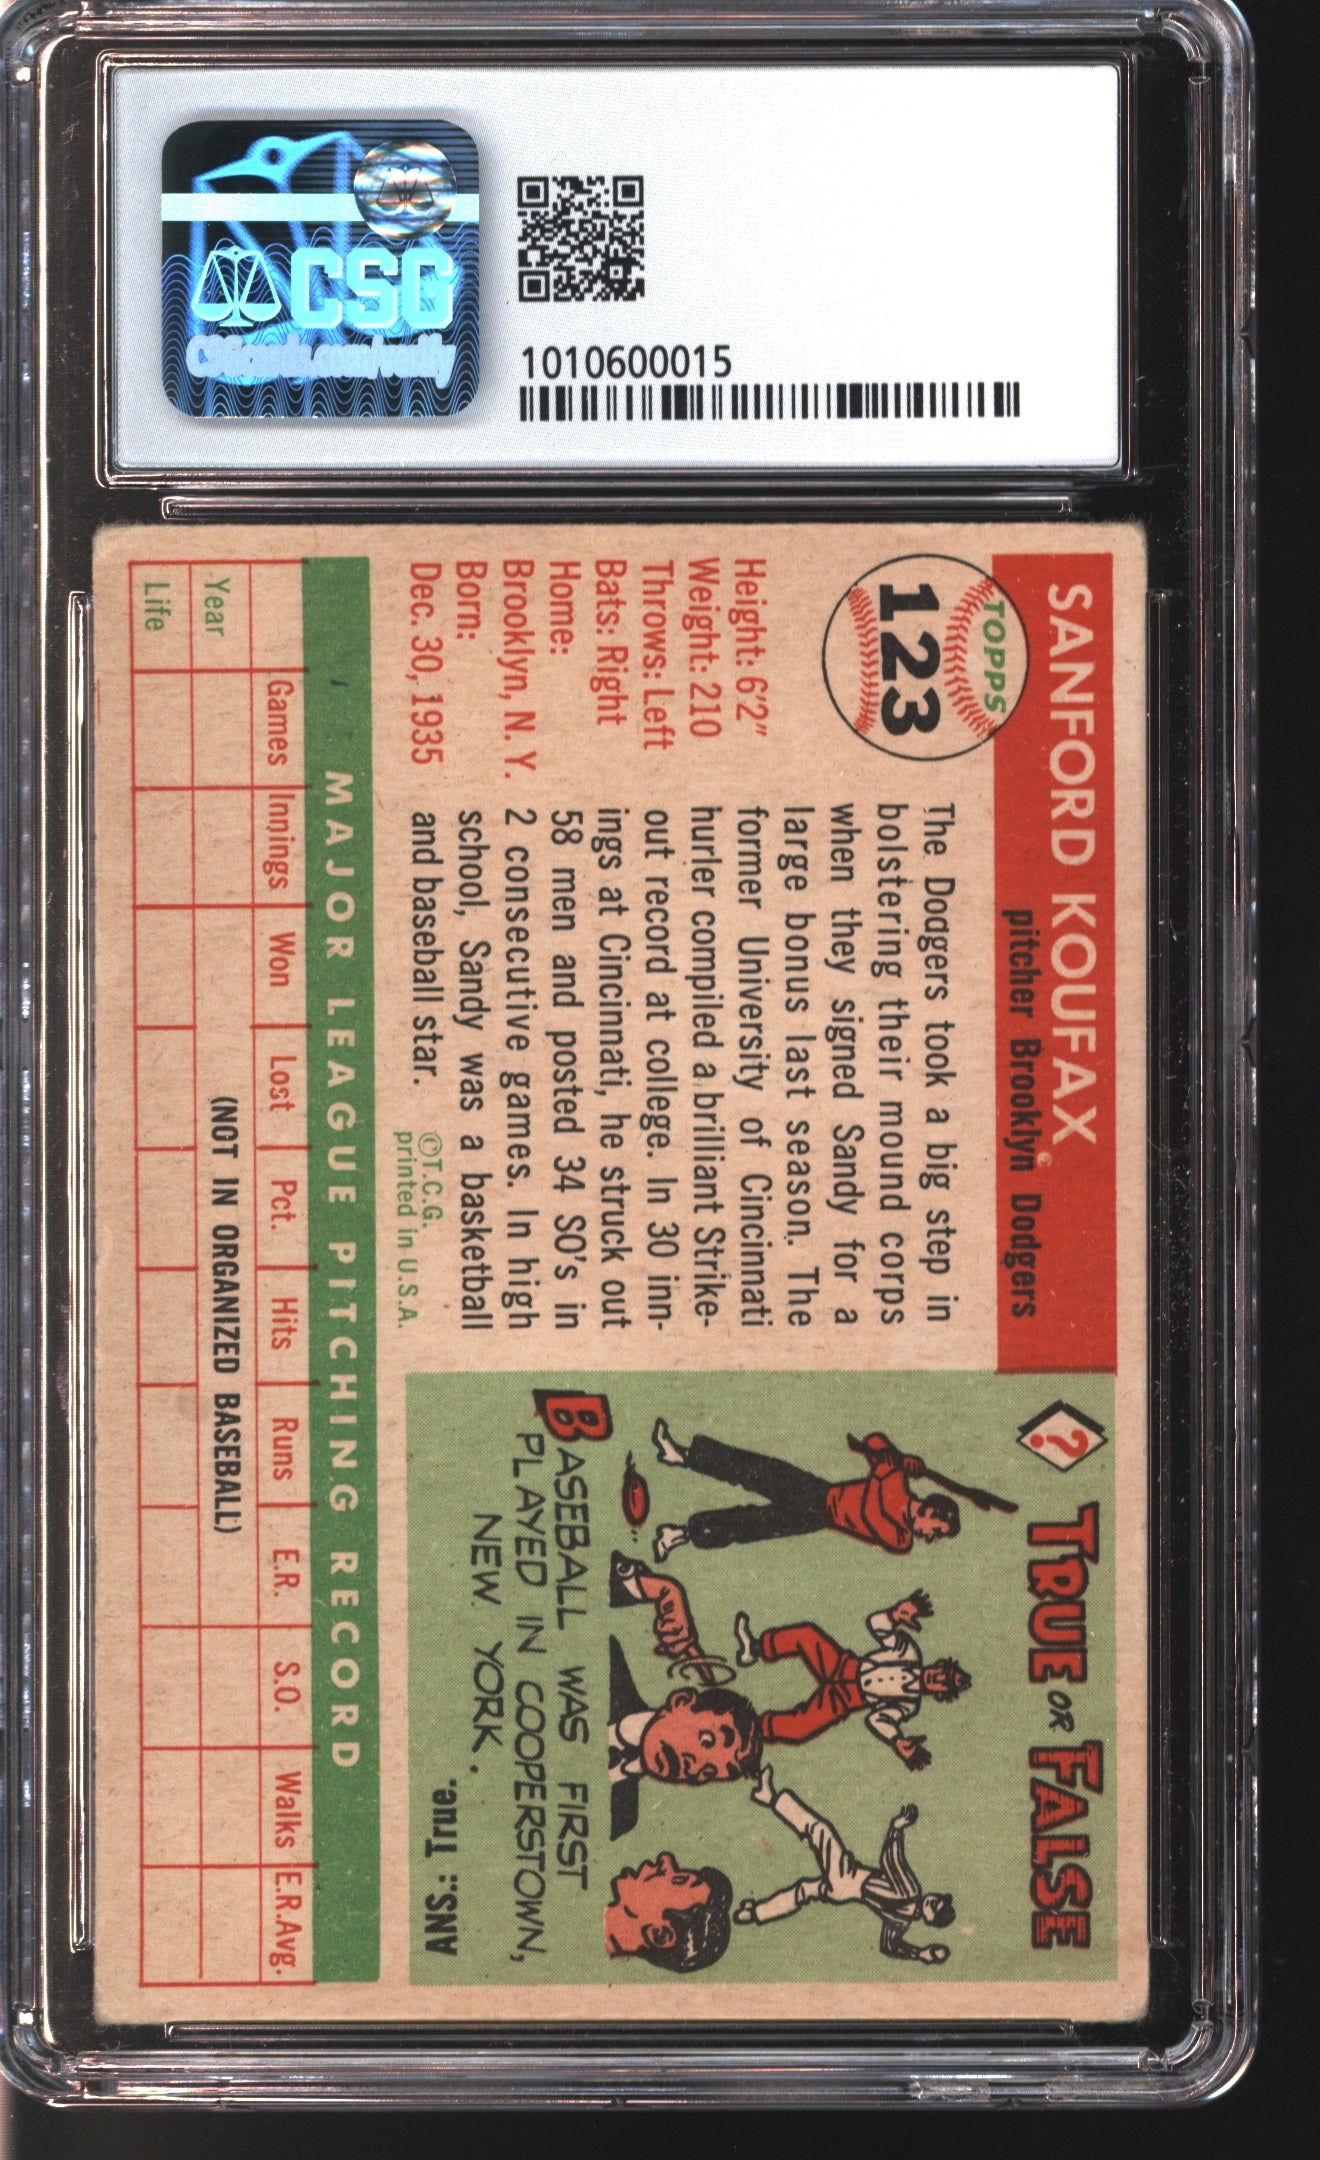 CSG
CSGcards.com/verify
1010600015
SANFORD KOUFAX
pitcher Brooklyn Dodgers
TOPPS
123
Height: 6'2"
Weight: 210
Throws: Left
Bats: Right
Home:
Brooklyn, N. Y.
Born:
Dec. 30, 1935
The Dodgers took a big step in
bolstering their mound corps
when they signed Sandy for a
large bonus last season. The
former University of Cincinnati
hurler compiled a brilliant Strike-
out record at college. In 30 inn-
ings at Cincinnati, he struck out
58 men and posted 34 SO's in
2 consecutive games. In high
school, Sandy was a basketball
and baseball star.
©T.C.G.
printed in U.S.A.
?
TRUE OR FALSE
BASEBALL WAS FIRST
PLAYED IN COOPERSTOWN,
NEW YORK.
ANS.: True.
MAJOR LEAGUE PITCHING RECORD
Games Innings Won Lost Pct. Hits Runs E.R. S.O. Walks E.R.Avg.
Year
(NOT IN ORGANIZED BASEBALL)
Life